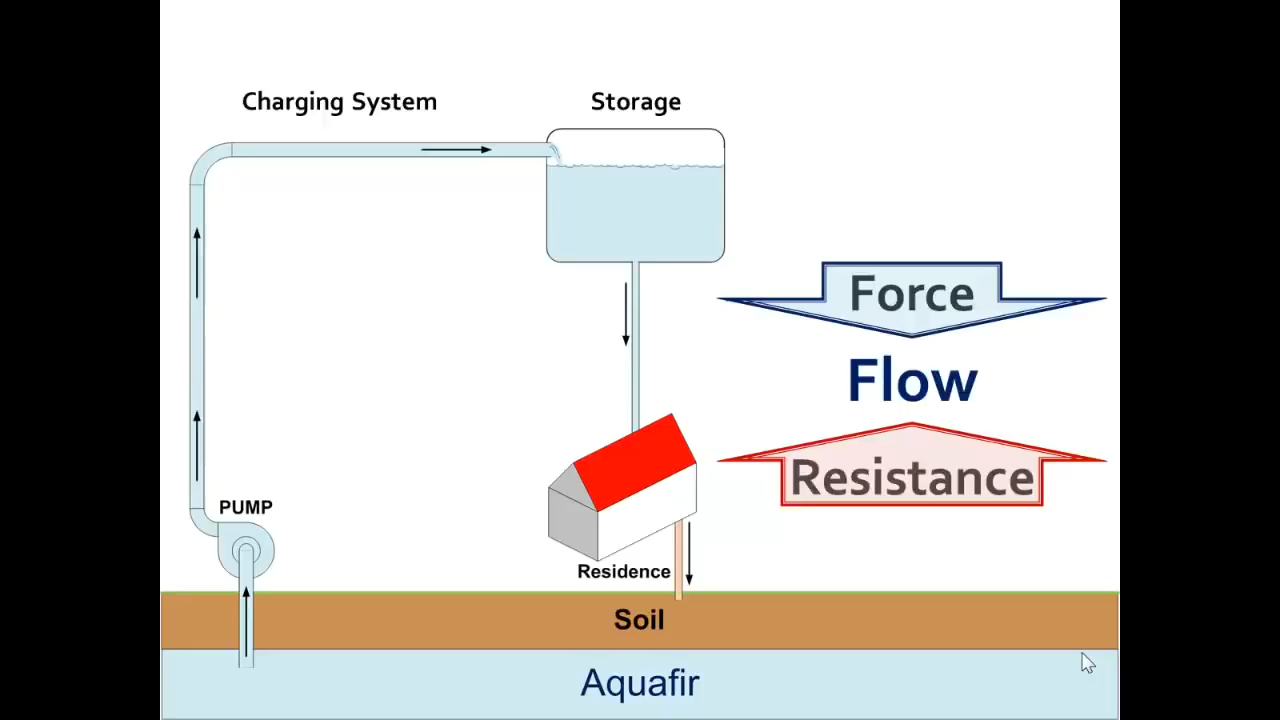 Charging System
Storage
Force
Flow
Resistance
PUMP
Residence
Soil
Aquafir